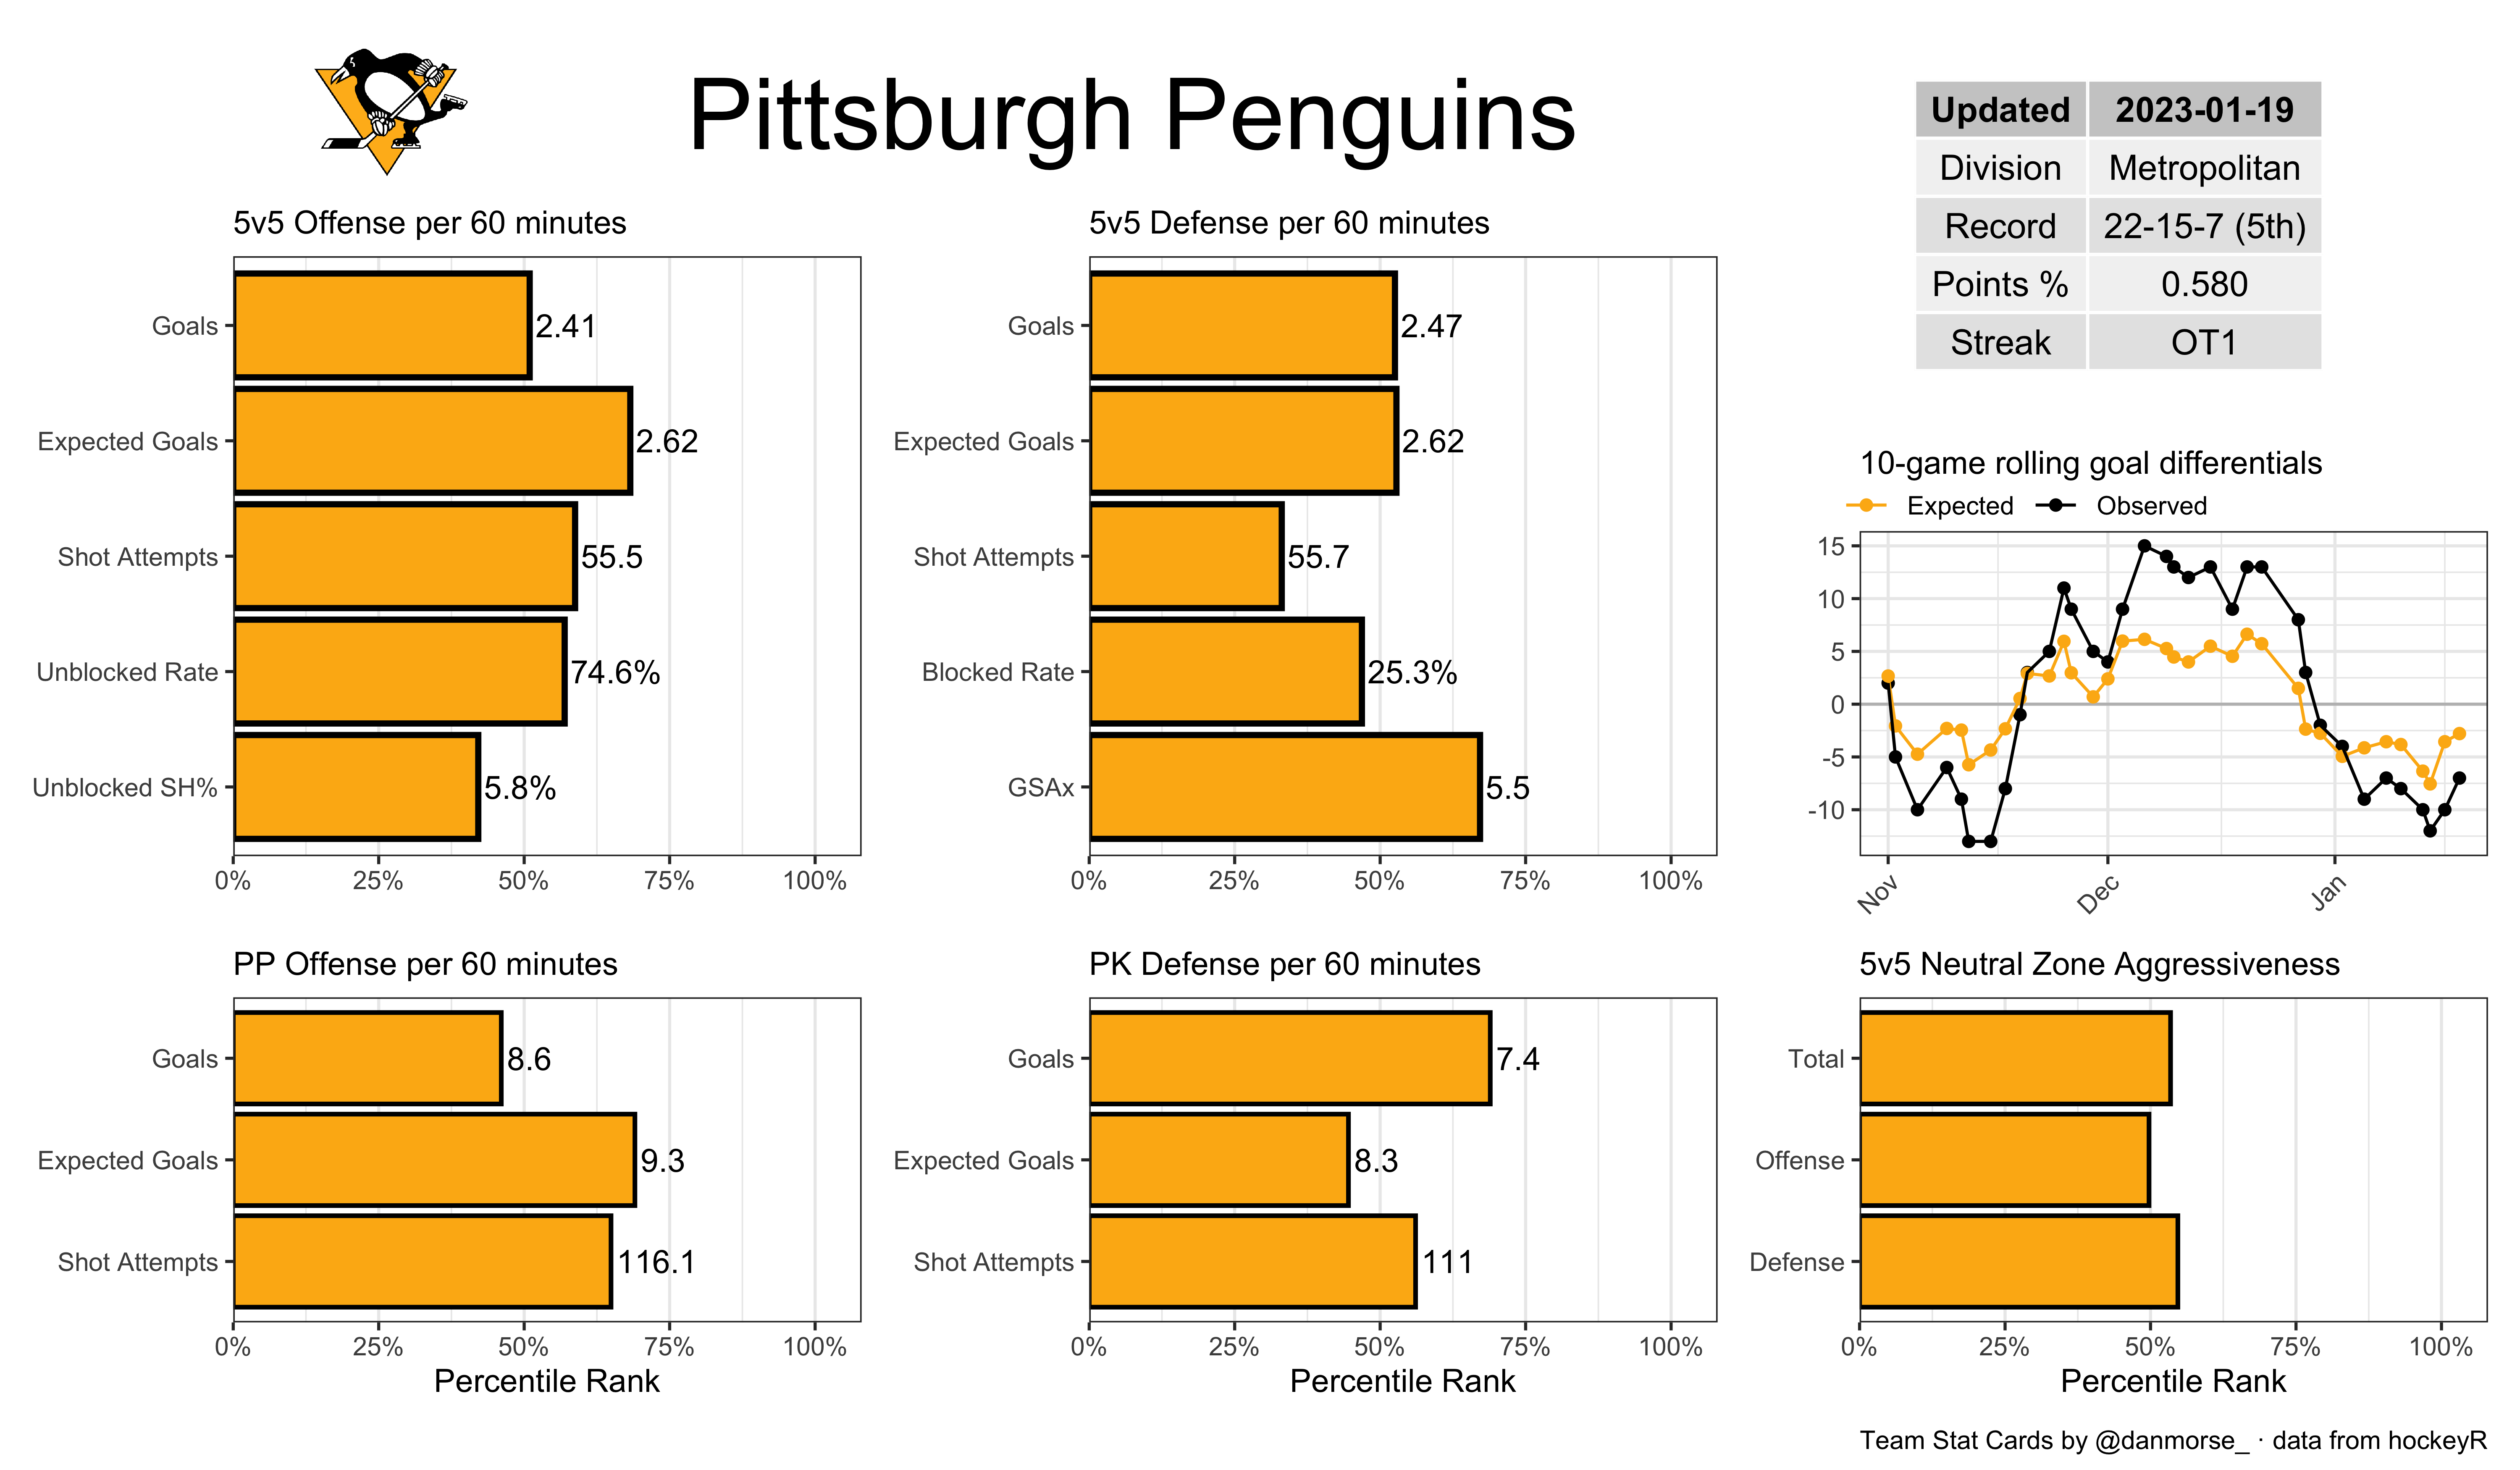 Pittsburgh Penguins
Updated 2023-01-19
Division Metropolitan
Record 22-15-7 (5th)
Points % 0.580
Streak OT1
5v5 Offense per 60 minutes
Goals 2.41
Expected Goals 2.62
Shot Attempts 55.5
Unblocked Rate 74.6%
Unblocked SH% 5.8%
0% 25% 50% 75% 100%
5v5 Defense per 60 minutes
Goals 2.47
Expected Goals 2.62
Shot Attempts 55.7
Blocked Rate 25.3%
GSAx 5.5
0% 25% 50% 75% 100%
10-game rolling goal differentials
Expected Observed
15
10
5
0
-5
-10
Nov Dec Jan
PP Offense per 60 minutes
Goals 8.6
Expected Goals 9.3
Shot Attempts 116.1
0% 25% 50% 75% 100%
Percentile Rank
PK Defense per 60 minutes
Goals 7.4
Expected Goals 8.3
Shot Attempts 111
0% 25% 50% 75% 100%
Percentile Rank
5v5 Neutral Zone Aggressiveness
Total
Offense
Defense
0% 25% 50% 75% 100%
Percentile Rank
Team Stat Cards by @danmorse_ · data from hockeyR